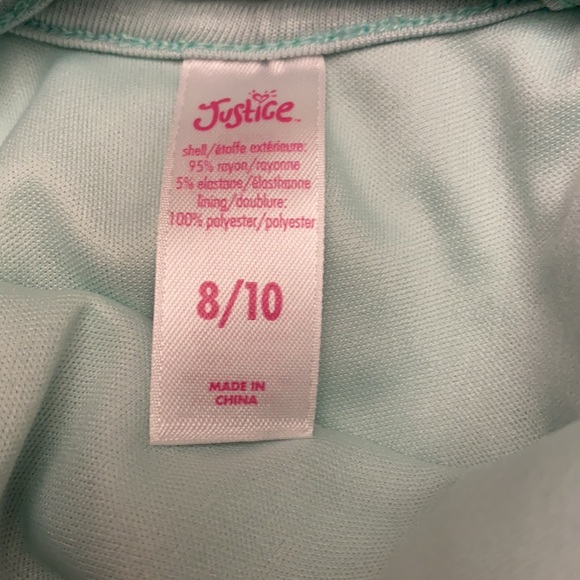 Justice™
shell/étoffe extérieure:
95% rayon/rayonne
5% elastane/élasthanne
lining/doublure:
100% polyester/polyester
8/10
MADE IN
CHINA